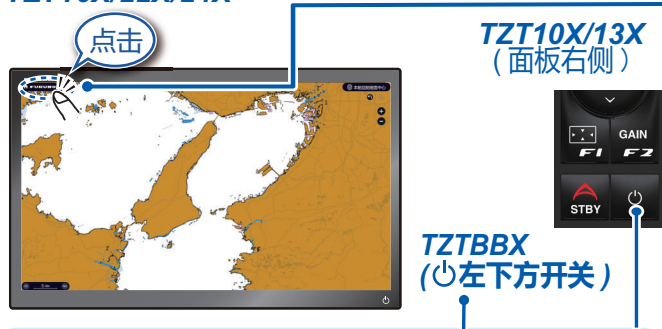 点击
TZT10X/13X
(面板右侧)
FURUNO
GAIN
F1 F2
STBY
TZTBBX
(左下方开关)